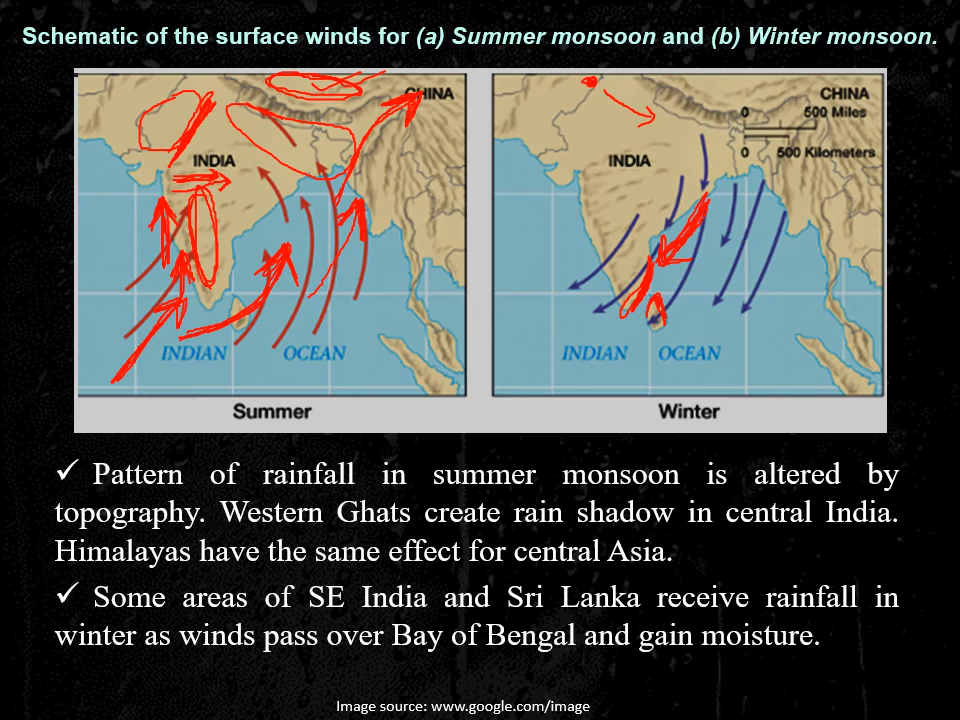 Schematic of the surface winds for (a) Summer monsoon and (b) Winter monsoon.
CHINA
INDIA
INDIAN OCEAN
Summer
CHINA
0 500 Miles
0 500 Kilometers
INDIA
INDIAN OCEAN
Winter
✓ Pattern of rainfall in summer monsoon is altered by
topography. Western Ghats create rain shadow in central India.
Himalayas have the same effect for central Asia.
✓ Some areas of SE India and Sri Lanka receive rainfall in
winter as winds pass over Bay of Bengal and gain moisture.
Image source: www.google.com/image